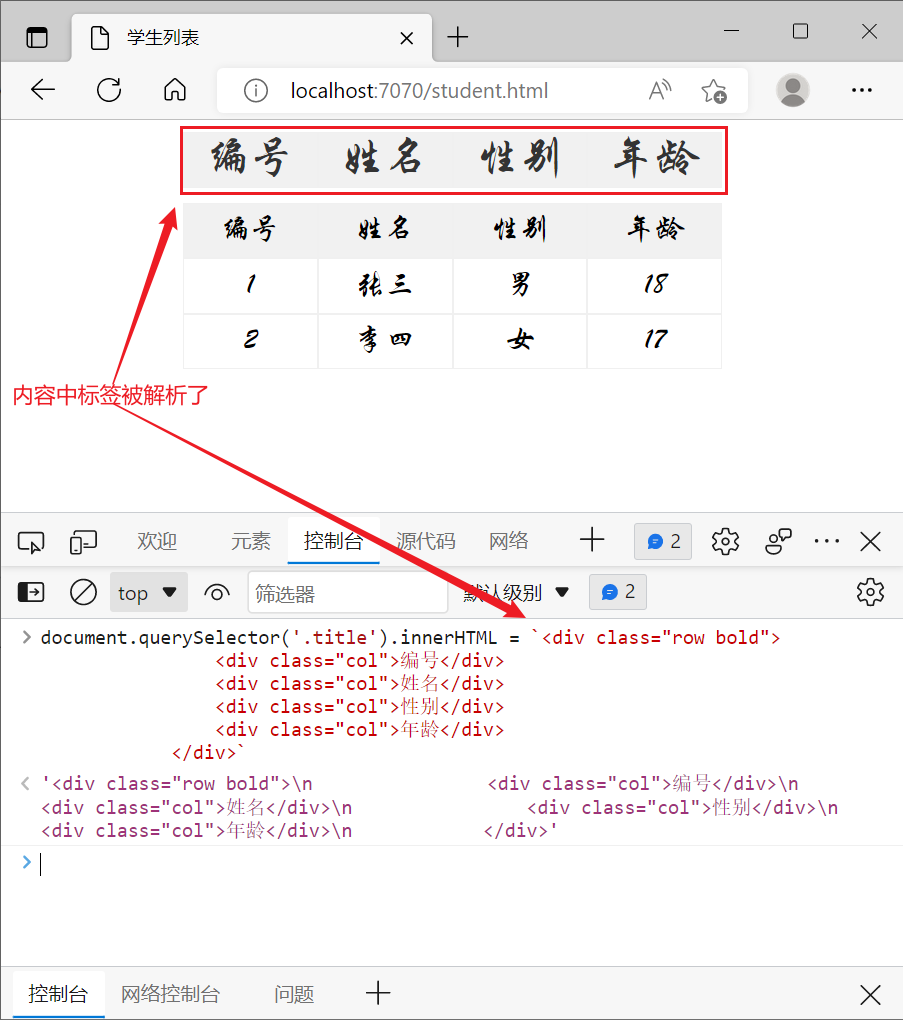 学生列表
localhost:7070/student.html
编号 姓名 性别 年龄
编号 姓名 性别 年龄
1 张三 男 18
2 李四 女 17
内容中标签被解析了
欢迎 元素 控制台 源代码 网络 2
top 筛选器 默认级别 2
document.querySelector('.title').innerHTML = `<div class="row bold">
<div class="col">编号</div>
<div class="col">姓名</div>
<div class="col">性别</div>
<div class="col">年龄</div>
</div>`
'<div class="row bold">\n <div class="col">编号</div>\n
<div class="col">姓名</div>\n <div class="col">性别</div>\n
<div class="col">年龄</div>\n </div>'
控制台 网络控制台 问题